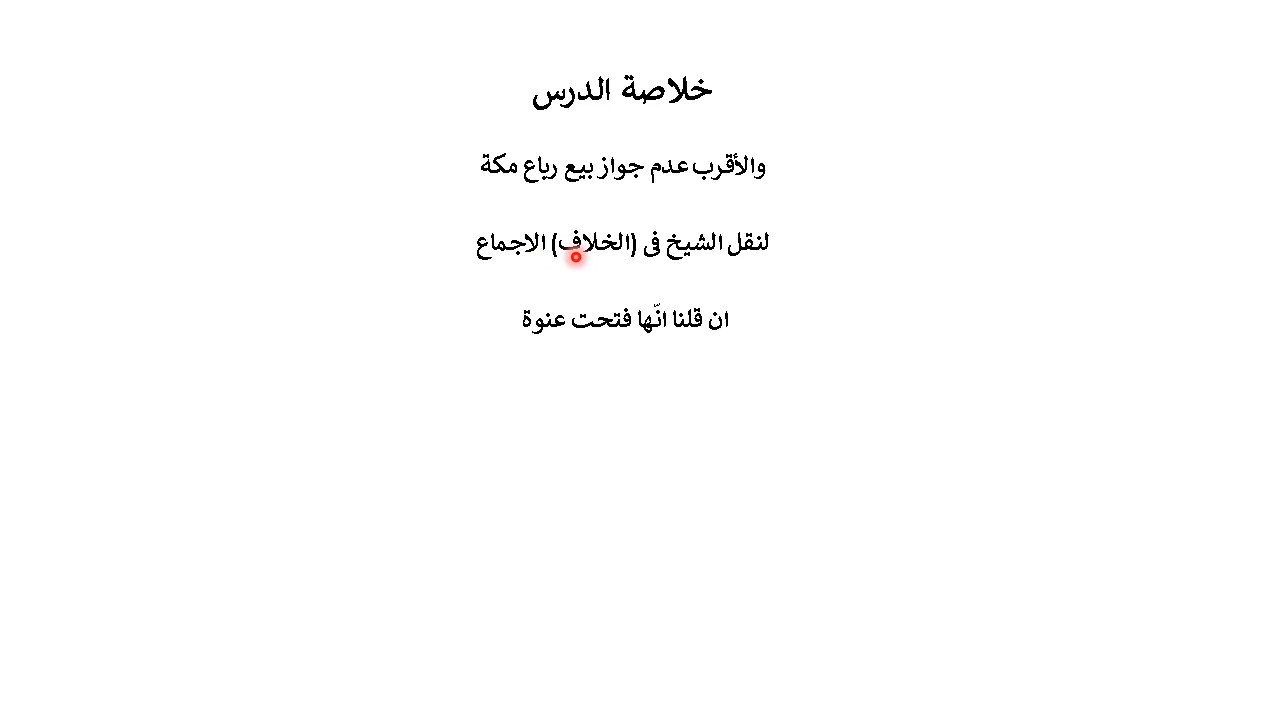 خلاصة الدرس
والأقرب عدم جواز بيع رباع مكة
لنقل الشيخ فى (الخلاف) الاجماع
ان قلنا انّها فتحت عنوة